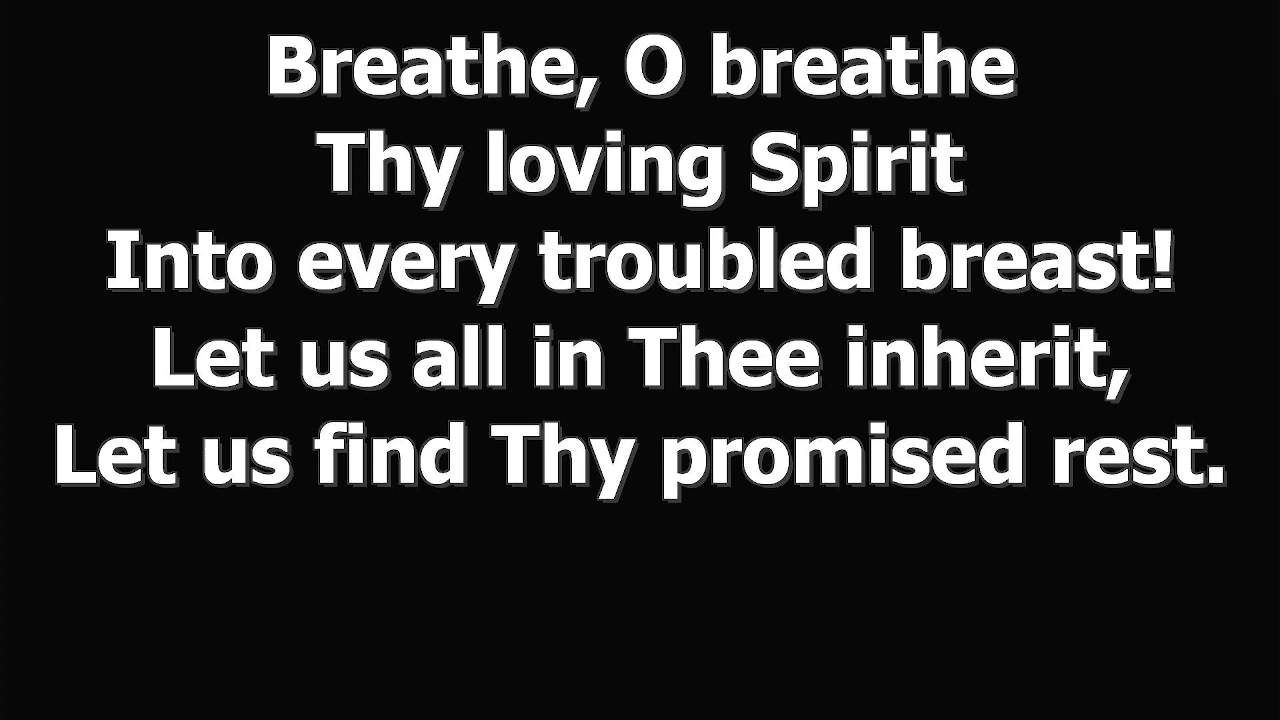 Breathe, O breathe
Thy loving Spirit
Into every troubled breast!
Let us all in Thee inherit,
Let us find Thy promised rest.